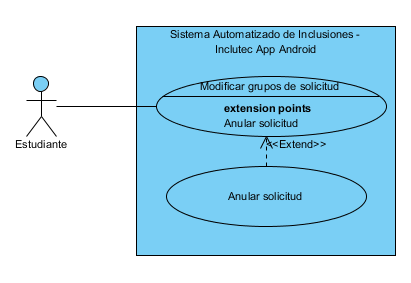 Sistema Automatizado de Inclusiones -
Inclutec App Android
Modificar grupos de solicitud
extension points
Anular solicitud
<<Extend>>
Estudiante
Anular solicitud